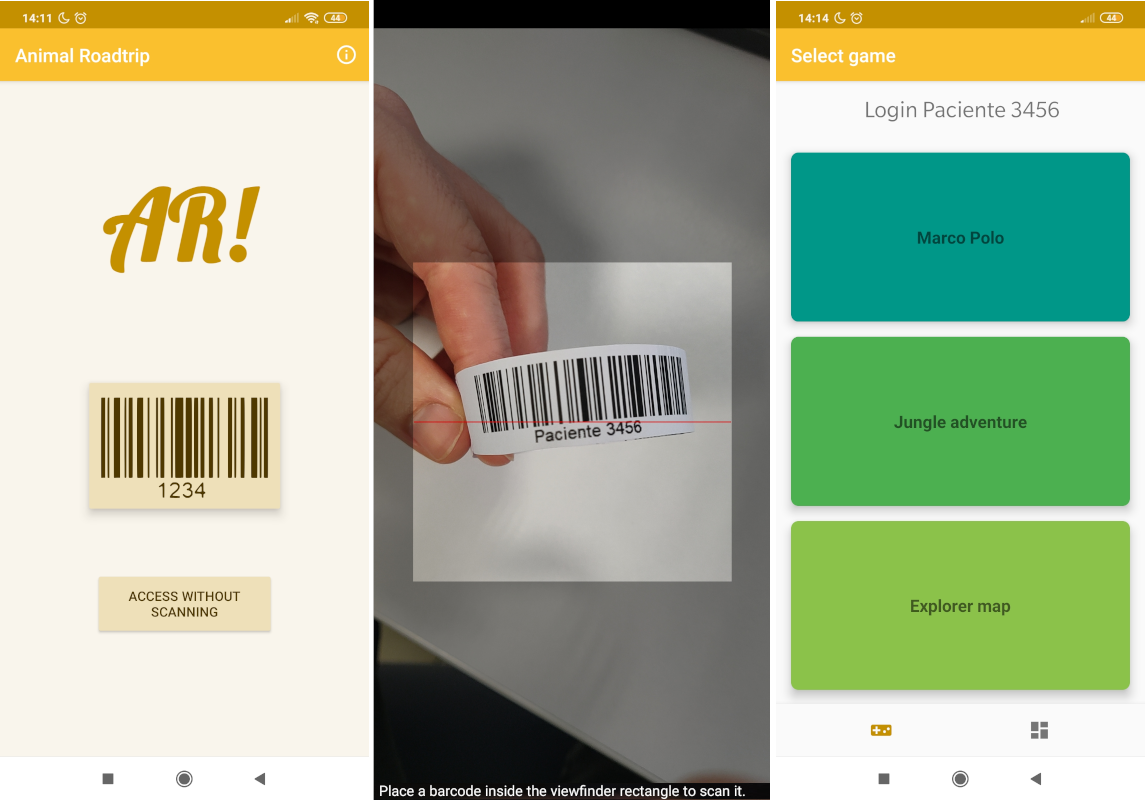 14:11
44
Animal Roadtrip
AR!
1234
ACCESS WITHOUT
SCANNING
Paciente 3456
Place a barcode inside the viewfinder rectangle to scan it.
14:14
44
Select game
Login Paciente 3456
Marco Polo
Jungle adventure
Explorer map